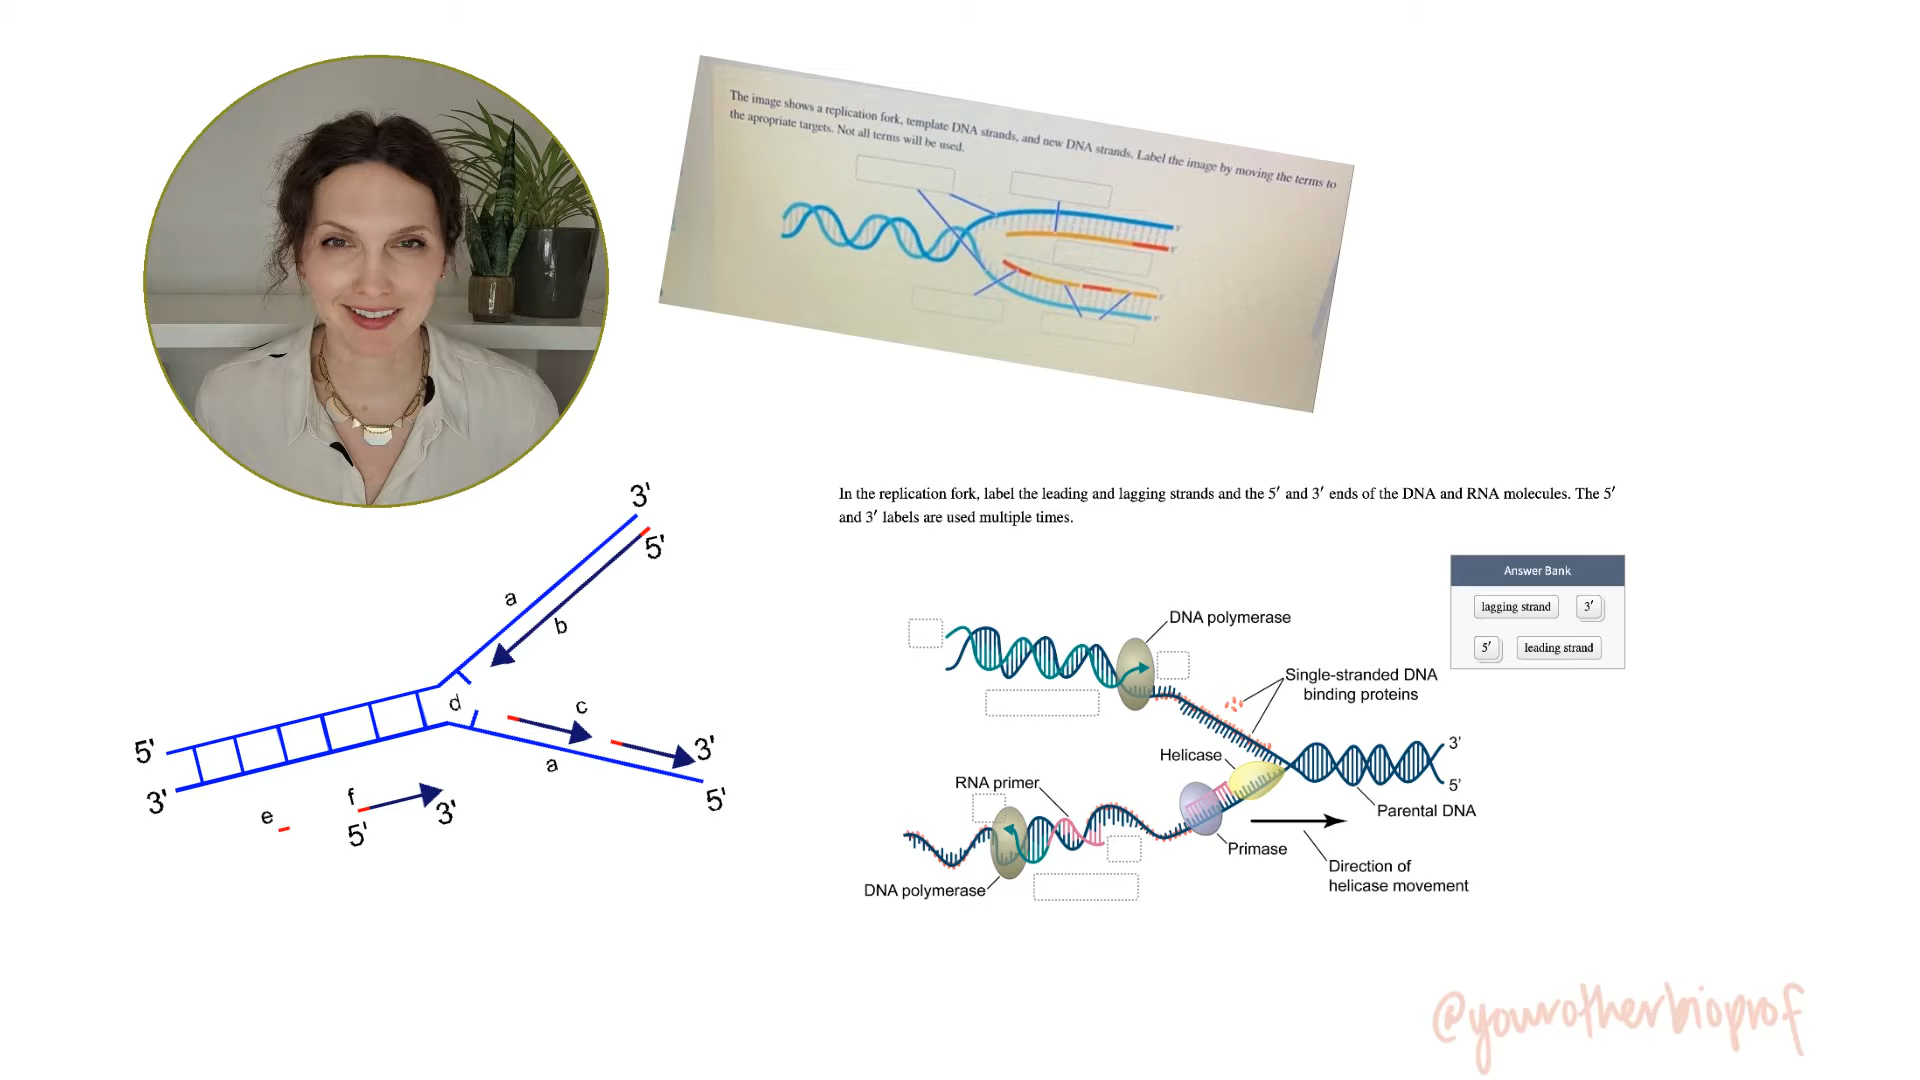 The image shows a replication fork, template DNA strands, and new DNA strands. Label the image by moving the terms to
the apropriate targets. Not all terms will be used.
3'
5'
a
b
d
c
3'
a
5'
5'
3'
e
f
5'
3'
In the replication fork, label the leading and lagging strands and the 5′ and 3′ ends of the DNA and RNA molecules. The 5′
and 3′ labels are used multiple times.
Answer Bank
lagging strand 3′
5′ leading strand
DNA polymerase
Single-stranded DNA
binding proteins
Helicase
RNA primer
3'
5'
Parental DNA
Primase
Direction of
helicase movement
DNA polymerase
@yourotherbioprof